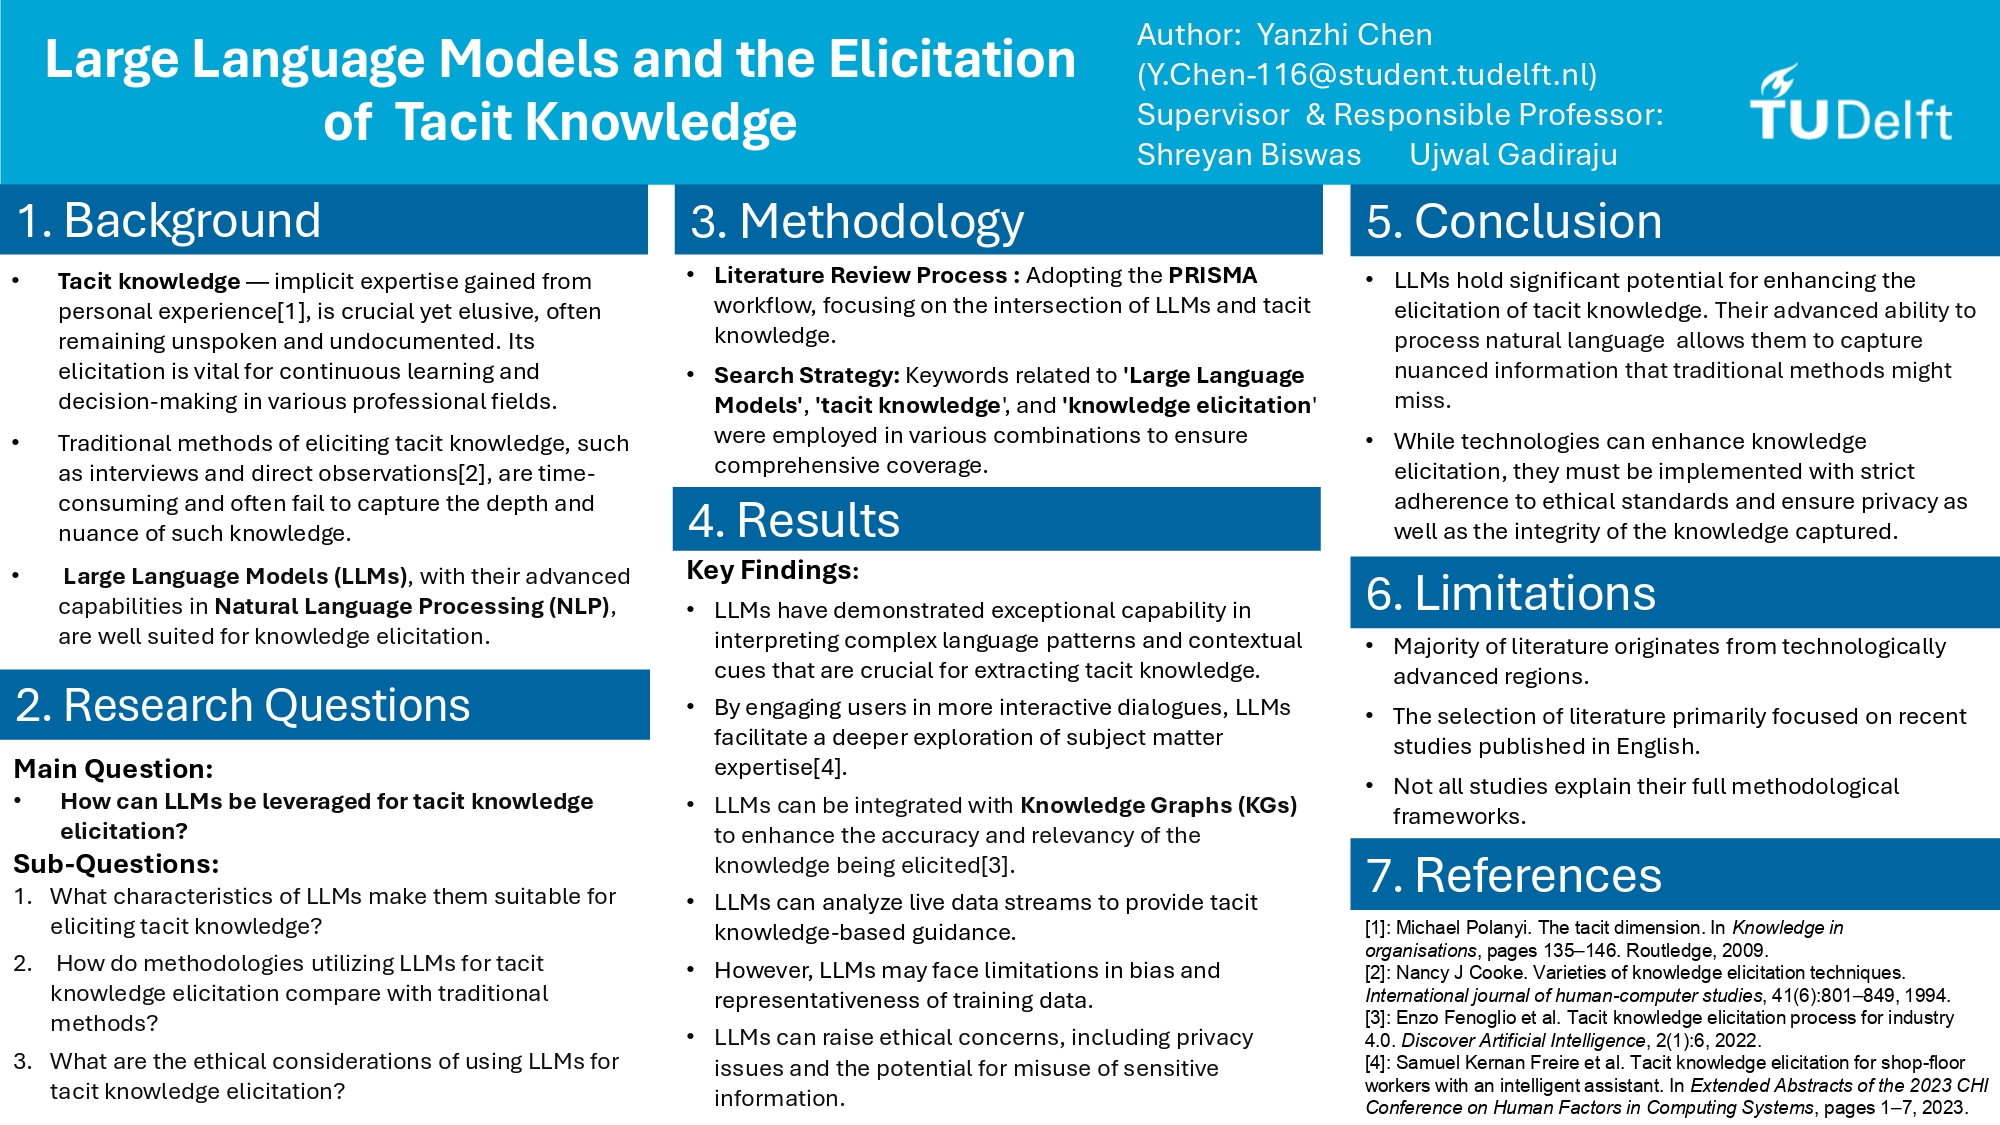 Large Language Models and the Elicitation
of Tacit Knowledge
Author: Yanzhi Chen
(Y.Chen-116@student.tudelft.nl)
Supervisor & Responsible Professor:
Shreyan Biswas Ujwal Gadiraju
TUDelft
1. Background
• Tacit knowledge — implicit expertise gained from
personal experience[1], is crucial yet elusive, often
remaining unspoken and undocumented. Its
elicitation is vital for continuous learning and
decision-making in various professional fields.
• Traditional methods of eliciting tacit knowledge, such
as interviews and direct observations[2], are time-
consuming and often fail to capture the depth and
nuance of such knowledge.
• Large Language Models (LLMs), with their advanced
capabilities in Natural Language Processing (NLP),
are well suited for knowledge elicitation.
2. Research Questions
Main Question:
• How can LLMs be leveraged for tacit knowledge
elicitation?
Sub-Questions:
1. What characteristics of LLMs make them suitable for
eliciting tacit knowledge?
2. How do methodologies utilizing LLMs for tacit
knowledge elicitation compare with traditional
methods?
3. What are the ethical considerations of using LLMs for
tacit knowledge elicitation?
3. Methodology
• Literature Review Process : Adopting the PRISMA
workflow, focusing on the intersection of LLMs and tacit
knowledge.
• Search Strategy: Keywords related to 'Large Language
Models', 'tacit knowledge', and 'knowledge elicitation'
were employed in various combinations to ensure
comprehensive coverage.
4. Results
Key Findings:
• LLMs have demonstrated exceptional capability in
interpreting complex language patterns and contextual
cues that are crucial for extracting tacit knowledge.
• By engaging users in more interactive dialogues, LLMs
facilitate a deeper exploration of subject matter
expertise[4].
• LLMs can be integrated with Knowledge Graphs (KGs)
to enhance the accuracy and relevancy of the
knowledge being elicited[3].
• LLMs can analyze live data streams to provide tacit
knowledge-based guidance.
• However, LLMs may face limitations in bias and
representativeness of training data.
• LLMs can raise ethical concerns, including privacy
issues and the potential for misuse of sensitive
information.
5. Conclusion
• LLMs hold significant potential for enhancing the
elicitation of tacit knowledge. Their advanced ability to
process natural language allows them to capture
nuanced information that traditional methods might
miss.
• While technologies can enhance knowledge
elicitation, they must be implemented with strict
adherence to ethical standards and ensure privacy as
well as the integrity of the knowledge captured.
6. Limitations
• Majority of literature originates from technologically
advanced regions.
• The selection of literature primarily focused on recent
studies published in English.
• Not all studies explain their full methodological
frameworks.
7. References
[1]: Michael Polanyi. The tacit dimension. In Knowledge in
organisations, pages 135–146. Routledge, 2009.
[2]: Nancy J Cooke. Varieties of knowledge elicitation techniques.
International journal of human-computer studies, 41(6):801–849, 1994.
[3]: Enzo Fenoglio et al. Tacit knowledge elicitation process for industry
4.0. Discover Artificial Intelligence, 2(1):6, 2022.
[4]: Samuel Kernan Freire et al. Tacit knowledge elicitation for shop-floor
workers with an intelligent assistant. In Extended Abstracts of the 2023 CHI
Conference on Human Factors in Computing Systems, pages 1–7, 2023.